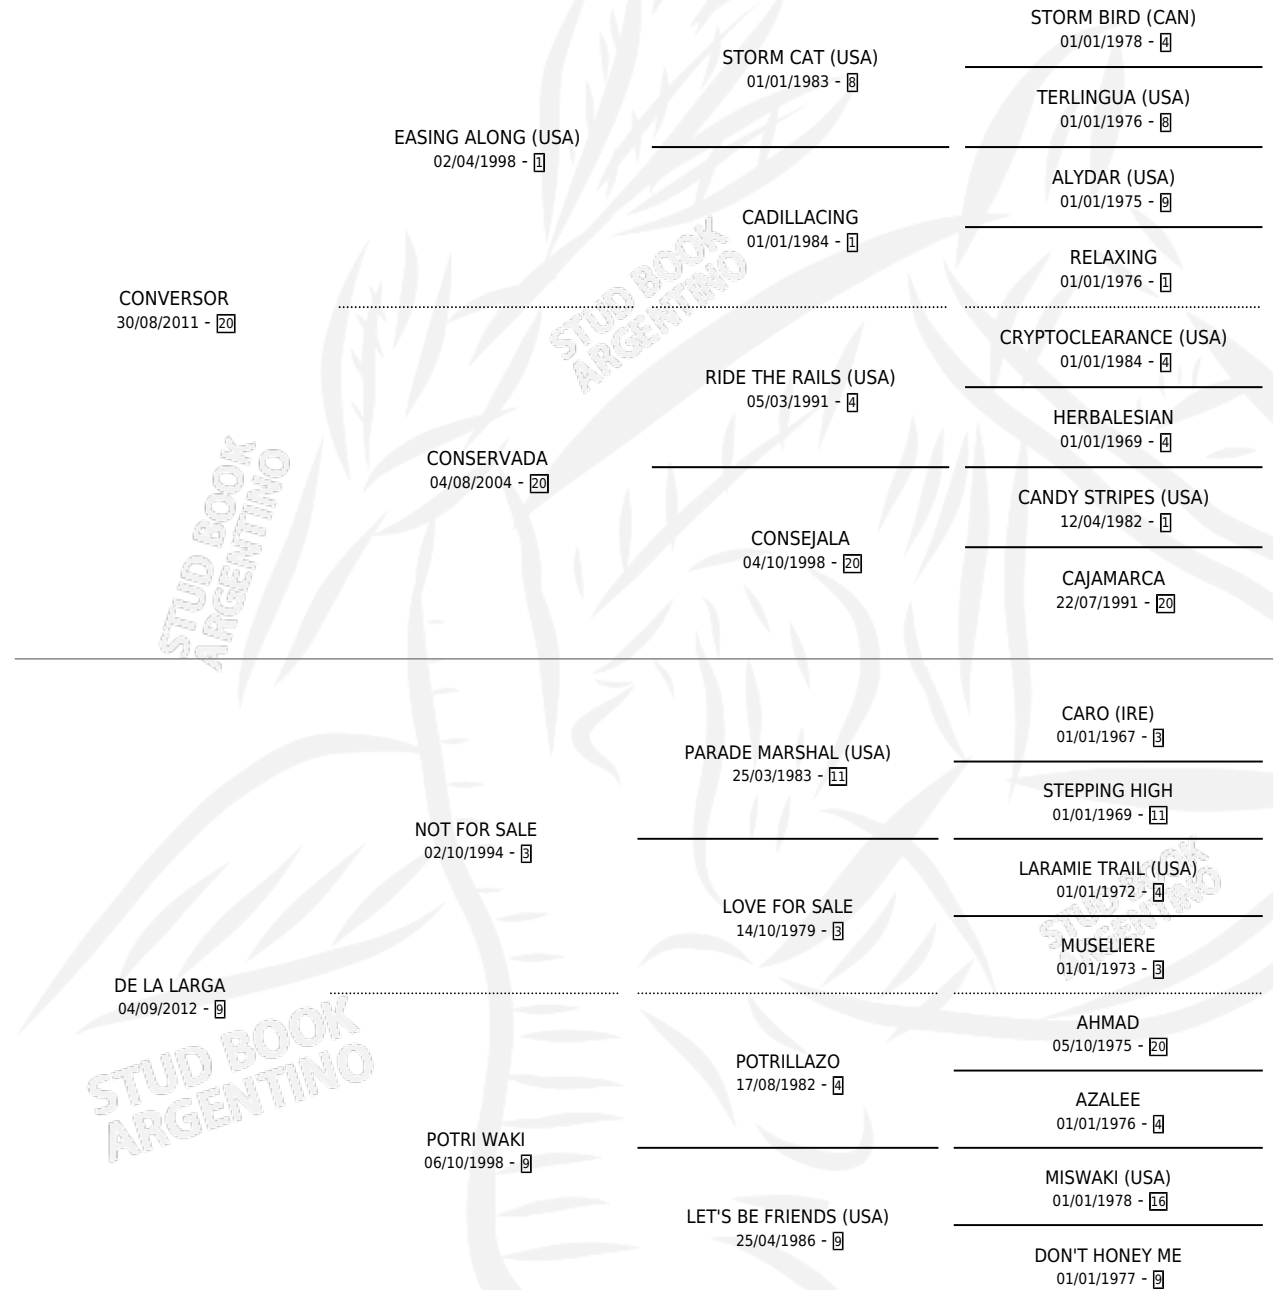 STORM BIRD (CAN)
01/01/1978 - 4
STORM CAT (USA)
01/01/1983 - 8
TERLINGUA (USA)
01/01/1976 - 8
EASING ALONG (USA)
02/04/1998 - 1
ALYDAR (USA)
01/01/1975 - 9
CADILLACING
01/01/1984 - 1
RELAXING
01/01/1976 - 1
CONVERSOR
30/08/2011 - 20
CRYPTOCLEARANCE (USA)
01/01/1984 - 4
RIDE THE RAILS (USA)
05/03/1991 - 4
HERBALESIAN
01/01/1969 - 4
CONSERVADA
04/08/2004 - 20
CANDY STRIPES (USA)
12/04/1982 - 1
CONSEJALA
04/10/1998 - 20
CAJAMARCA
22/07/1991 - 20
CARO (IRE)
01/01/1967 - 3
PARADE MARSHAL (USA)
25/03/1983 - 11
STEPPING HIGH
01/01/1969 - 11
NOT FOR SALE
02/10/1994 - 3
LARAMIE TRAIL (USA)
01/01/1972 - 4
LOVE FOR SALE
14/10/1979 - 3
MUSELIERE
01/01/1973 - 3
DE LA LARGA
04/09/2012 - 9
AHMAD
05/10/1975 - 20
POTRILLAZO
17/08/1982 - 4
AZALEE
01/01/1976 - 4
POTRI WAKI
06/10/1998 - 9
MISWAKI (USA)
01/01/1978 - 16
LET'S BE FRIENDS (USA)
25/04/1986 - 9
DON'T HONEY ME
01/01/1977 - 9
STUD BOOK
ARGENTINO
STUD BOOK
ARGENTINO
STUD BOOK
ARGENTINO
STUD BOOK
ARGENTINO